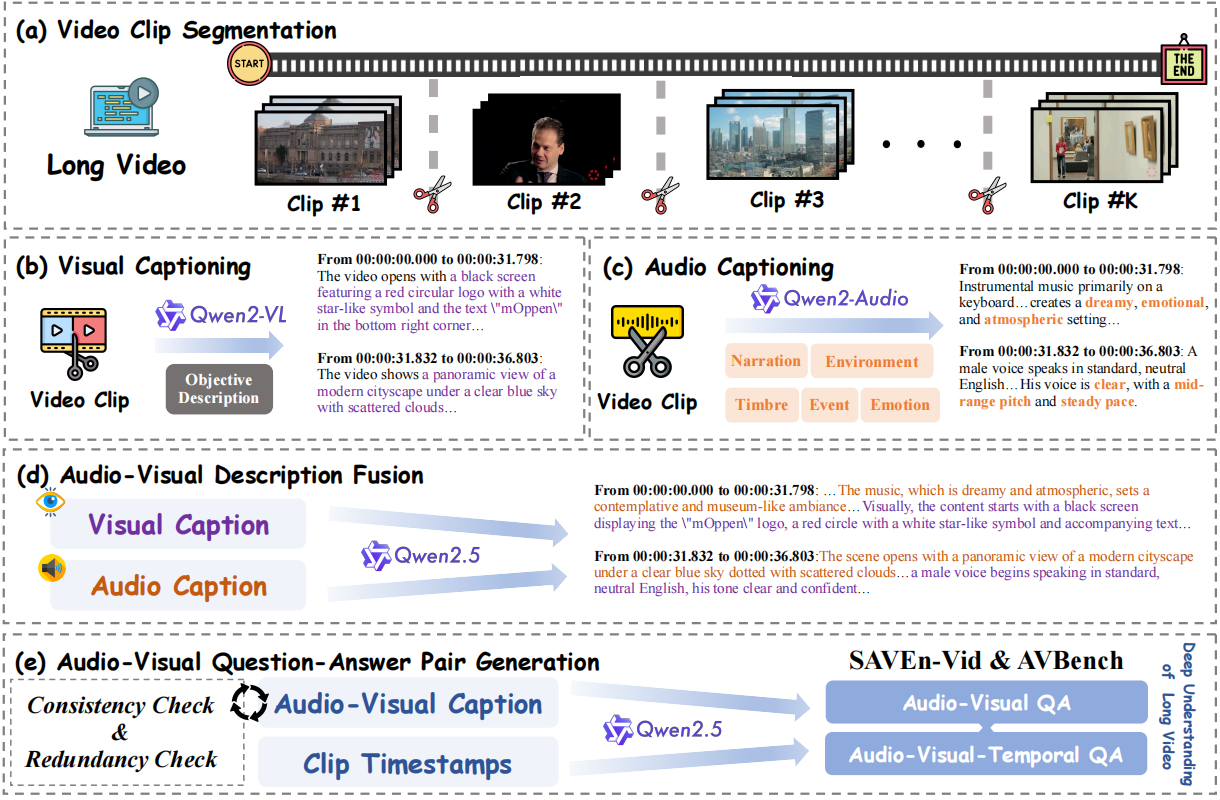 (a) Video Clip Segmentation
START
THE
END
Long Video
Clip #1
Clip #2
Clip #3
Clip #K
(b) Visual Captioning
Qwen2-VL
Objective
Description
Video Clip
From 00:00:00.000 to 00:00:31.798:
The video opens with a black screen
featuring a red circular logo with a white
star-like symbol and the text \"mOppen\"
in the bottom right corner…
From 00:00:31.832 to 00:00:36.803:
The video shows a panoramic view of a
modern cityscape under a clear blue sky
with scattered clouds…
(c) Audio Captioning
Qwen2-Audio
Narration
Environment
Timbre
Event
Emotion
Video Clip
From 00:00:00.000 to 00:00:31.798:
Instrumental music primarily on a
keyboard…creates a dreamy, emotional,
and atmospheric setting…
From 00:00:31.832 to 00:00:36.803: A
male voice speaks in standard, neutral
English…His voice is clear, with a mid-
range pitch and steady pace.
(d) Audio-Visual Description Fusion
Visual Caption
Audio Caption
Qwen2.5
From 00:00:00.000 to 00:00:31.798: …The music, which is dreamy and atmospheric, sets a
contemplative and museum-like ambiance…Visually, the content starts with a black screen
displaying the \"mOppen\" logo, a red circle with a white star-like symbol and accompanying text…
From 00:00:31.832 to 00:00:36.803:The scene opens with a panoramic view of a modern cityscape
under a clear blue sky dotted with scattered clouds…a male voice begins speaking in standard,
neutral English, his tone clear and confident…
(e) Audio-Visual Question-Answer Pair Generation
Consistency Check
&
Redundancy Check
Audio-Visual Caption
Clip Timestamps
Qwen2.5
SAVEn-Vid & AVBench
Audio-Visual QA
Audio-Visual-Temporal QA
Deep Understanding
of Long Video